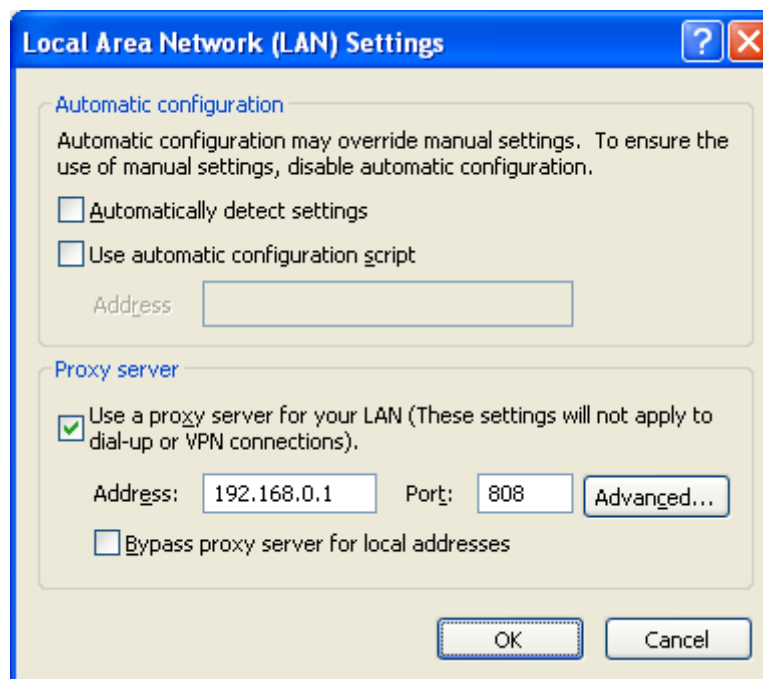 Local Area Network (LAN) Settings
Automatic configuration
Automatic configuration may override manual settings. To ensure the
use of manual settings, disable automatic configuration.
Automatically detect settings
Use automatic configuration script
Address
Proxy server
Use a proxy server for your LAN (These settings will not apply to
dial-up or VPN connections).
Address: 192.168.0.1 Port: 808 Advanced...
Bypass proxy server for local addresses
OK Cancel